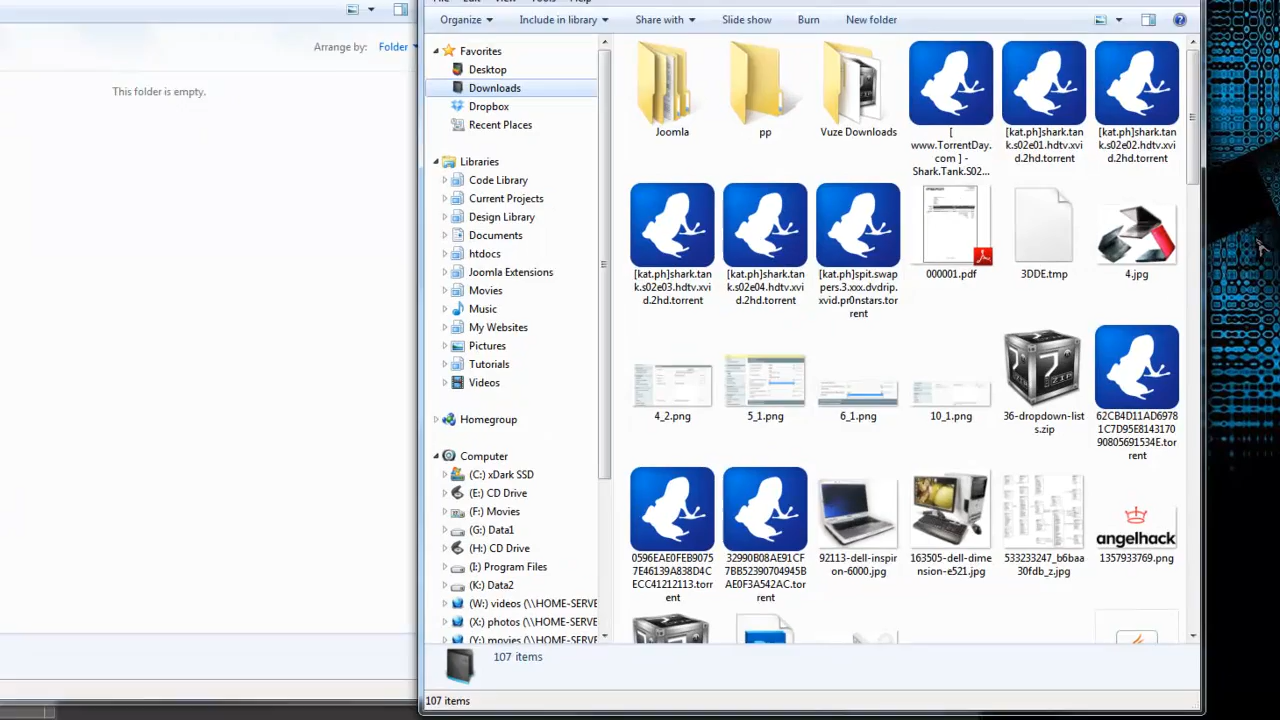 File Edit View Tools Help
Organize Include in library Share with Slide show Burn New folder
Arrange by: Folder
This folder is empty.
Favorites
Desktop
Downloads
Dropbox
Recent Places
Libraries
Code Library
Current Projects
Design Library
Documents
htdocs
Joomla Extensions
Movies
Music
My Websites
Pictures
Tutorials
Videos
Homegroup
Computer
(C:) xDark SSD
(E:) CD Drive
(F:) Movies
(G:) Data1
(H:) CD Drive
(I:) Program Files
(K:) Data2
(W:) videos (\\HOME-SERVE
(X:) photos (\\HOME-SERVE
(Y:) movies (\\HOME-SERVE
Joomla
pp
Vuze Downloads
[
www.TorrentDay.
com ] -
Shark.Tank.S02...
[kat.ph]shark.tan
k.s02e01.hdtv.xvi
d.2hd.torrent
[kat.ph]shark.tan
k.s02e02.hdtv.xvi
d.2hd.torrent
[kat.ph]shark.tan
k.s02e03.hdtv.xvi
d.2hd.torrent
[kat.ph]shark.tan
k.s02e04.hdtv.xvi
d.2hd.torrent
[kat.ph]spit.swap
pers.3.xxx.dvdrip.
xvid.pr0nstars.tor
rent
000001.pdf
3DDE.tmp
4.jpg
4_2.png
5_1.png
6_1.png
10_1.png
7
ZIP
36-dropdown-list
s.zip
62CB4D11AD6978
1C7D95E8143170
90805691534E.tor
rent
0596EAE0FEB9075
7E46139A838D4C
ECC41212113.torr
ent
32990B08AE91CF
7BB52390704945B
AE0F3A542AC.tor
rent
92113-dell-inspir
on-6000.jpg
163505-dell-dime
nsion-e521.jpg
533233247_b6baa
30fdb_z.jpg
angelhack
1357933769.png
107 items
107 items